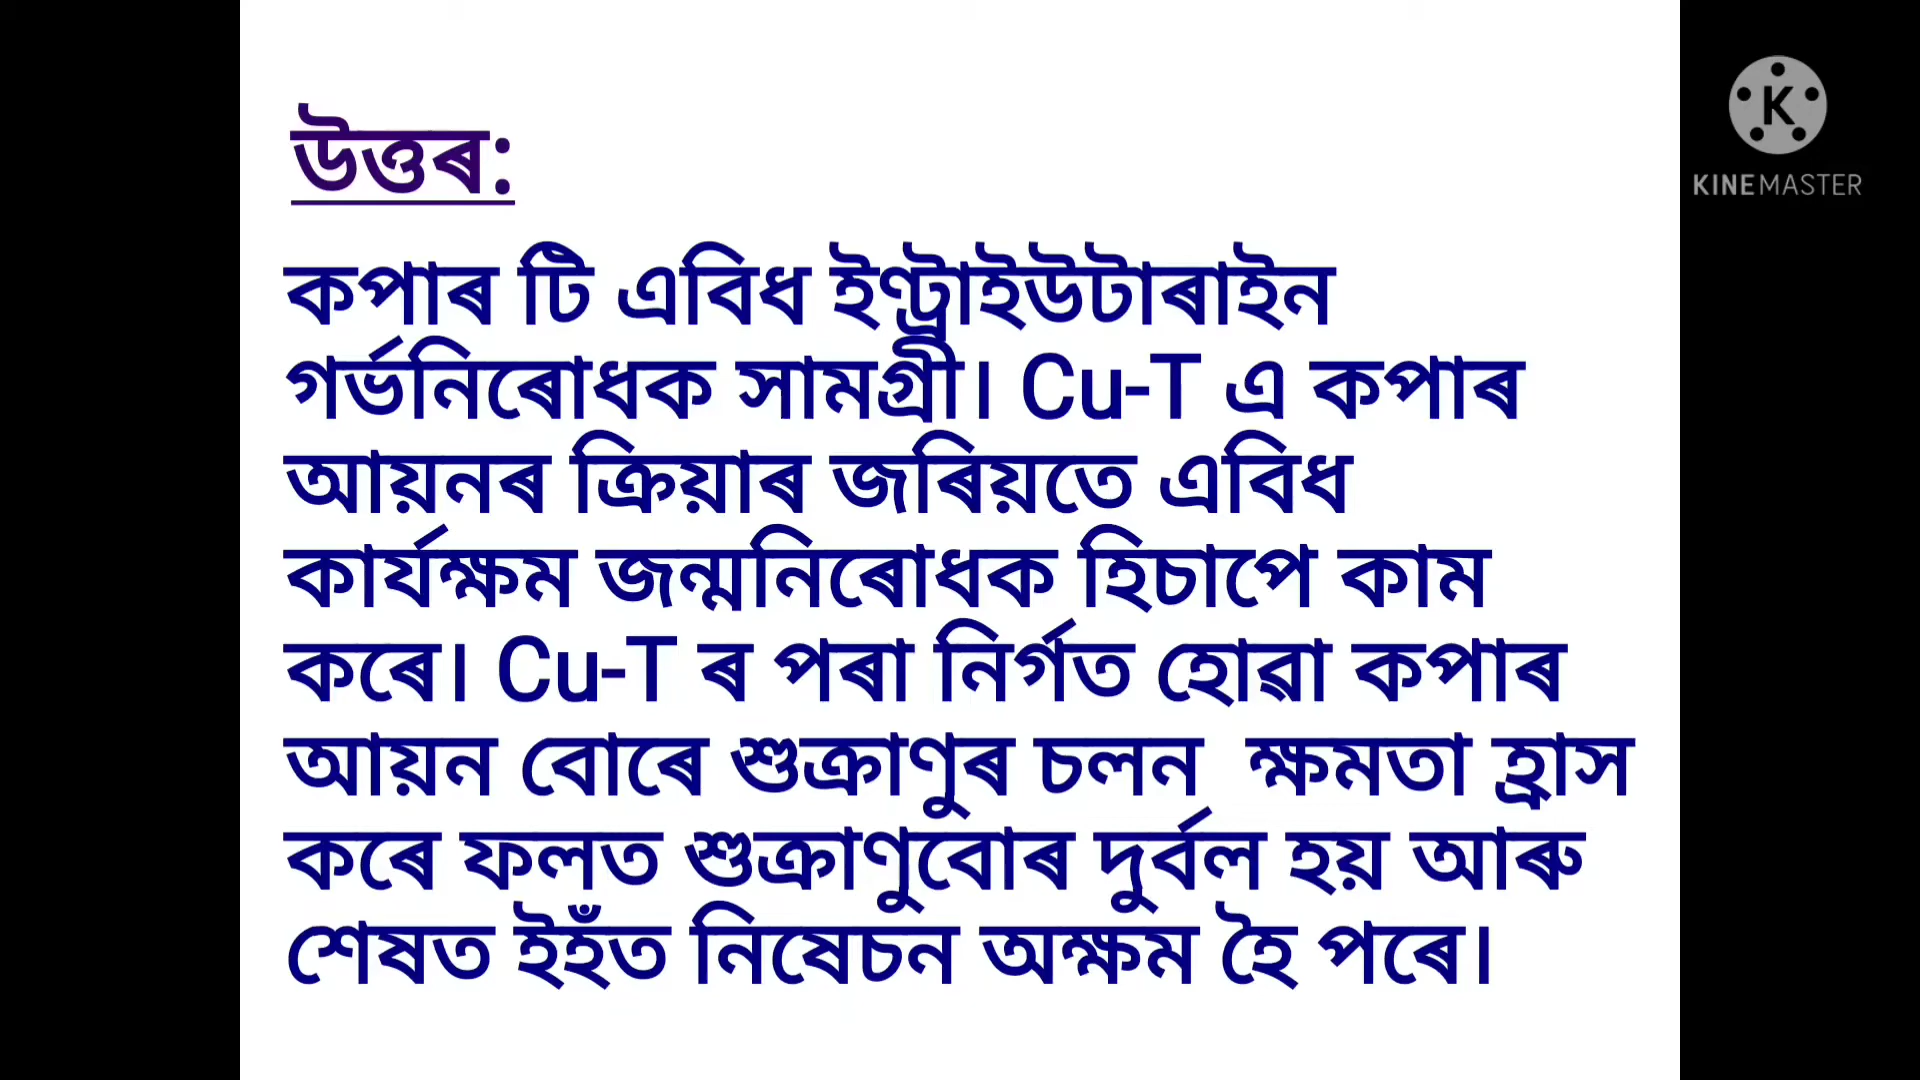 উত্তৰ:
কপাৰ টি এবিধ ইণ্ট্ৰাইউটাৰাইন
গৰ্ভনিৰোধক সামগ্ৰী। Cu-T এ কপাৰ
আয়নৰ ক্ৰিয়াৰ জৰিয়তে এবিধ
কাৰ্যক্ষম জন্মনিৰোধক হিচাপে কাম
কৰে। Cu-T ৰ পৰা নিৰ্গত হোৱা কপাৰ
আয়ন বোৰে শুক্ৰাণুৰ চলন ক্ষমতা হ্ৰাস
কৰে ফলত শুক্ৰাণুবোৰ দুৰ্বল হয় আৰু
শেষত ইহঁত নিষেচন অক্ষম হৈ পৰে।
K
KINEMASTER